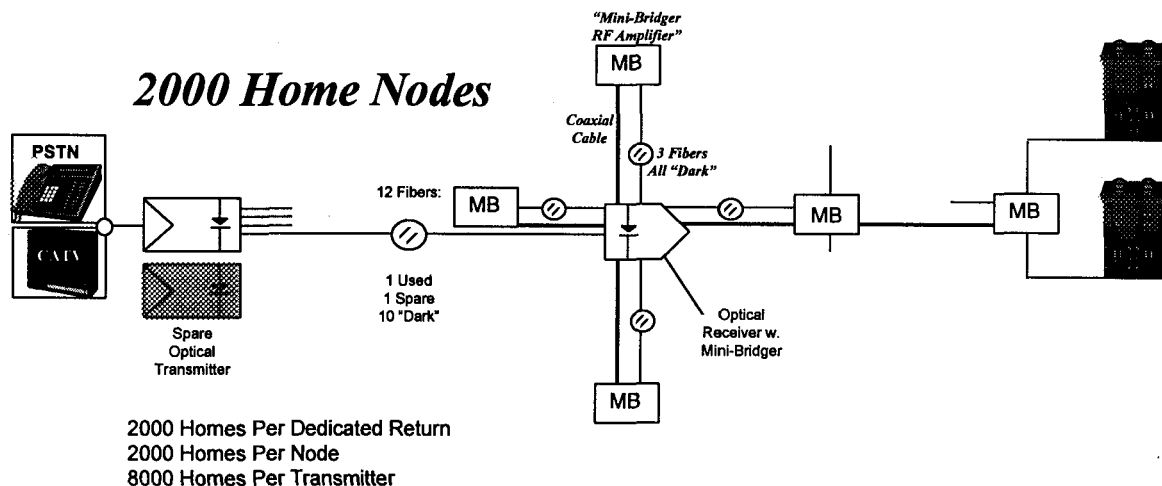 "Mini-Bridger
RF Amplifier"
MB
2000 Home Nodes
Coaxial
Cable
PSTN
3 Fibers
All "Dark"
12 Fibers:
MB
MB
MB
CATV
1 Used
1 Spare
10 "Dark"
Optical
Receiver w.
Mini-Bridger
Spare
Optical
Transmitter
MB
2000 Homes Per Dedicated Return
2000 Homes Per Node
8000 Homes Per Transmitter